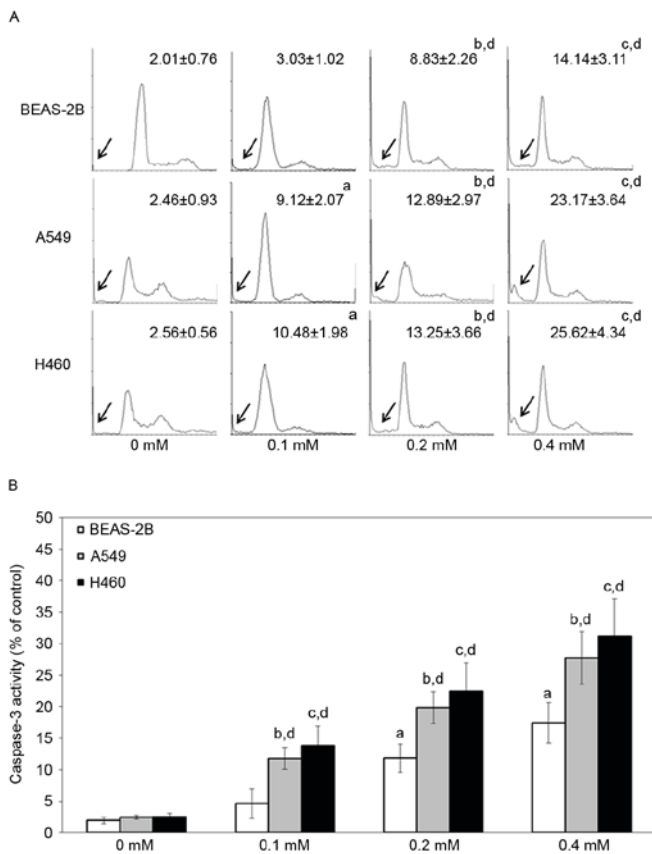 A
b,d c,d
2.01±0.76 3.03±1.02 8.83±2.26 14.14±3.11
BEAS-2B
a b,d c,d
2.46±0.93 9.12±2.07 12.89±2.97 23.17±3.64
A549
a b,d c,d
2.56±0.56 10.48±1.98 13.25±3.66 25.62±4.34
H460
0 mM 0.1 mM 0.2 mM 0.4 mM
B
50
45
40
35
30
25
20
15
10
5
0
Caspase-3 activity (% of control)
BEAS-2B
A549
H460
b,d c,d
a b,d c,d
a b,d c,d
0 mM 0.1 mM 0.2 mM 0.4 mM